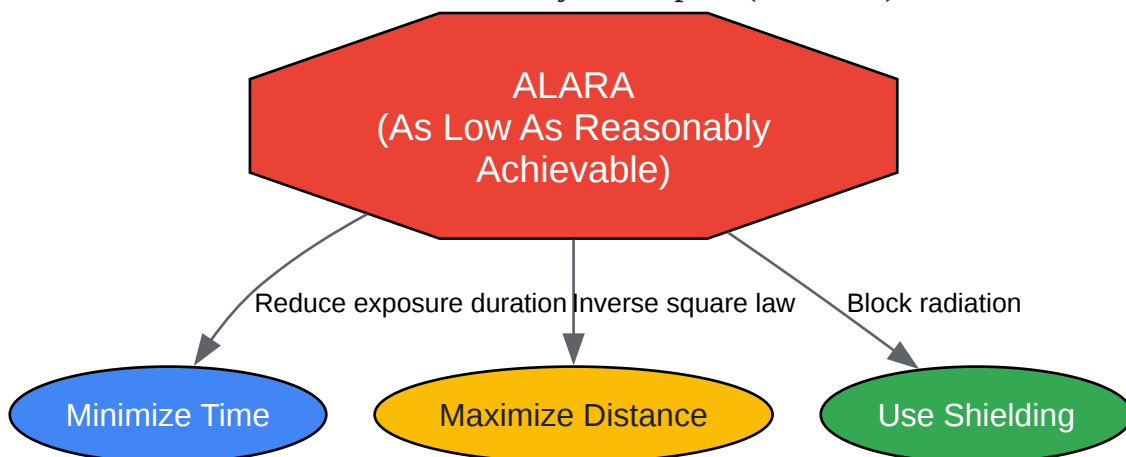 ALARA
(As Low As Reasonably
Achievable)
Reduce exposure duration
Inverse square law
Block radiation
Minimize Time
Maximize Distance
Use Shielding